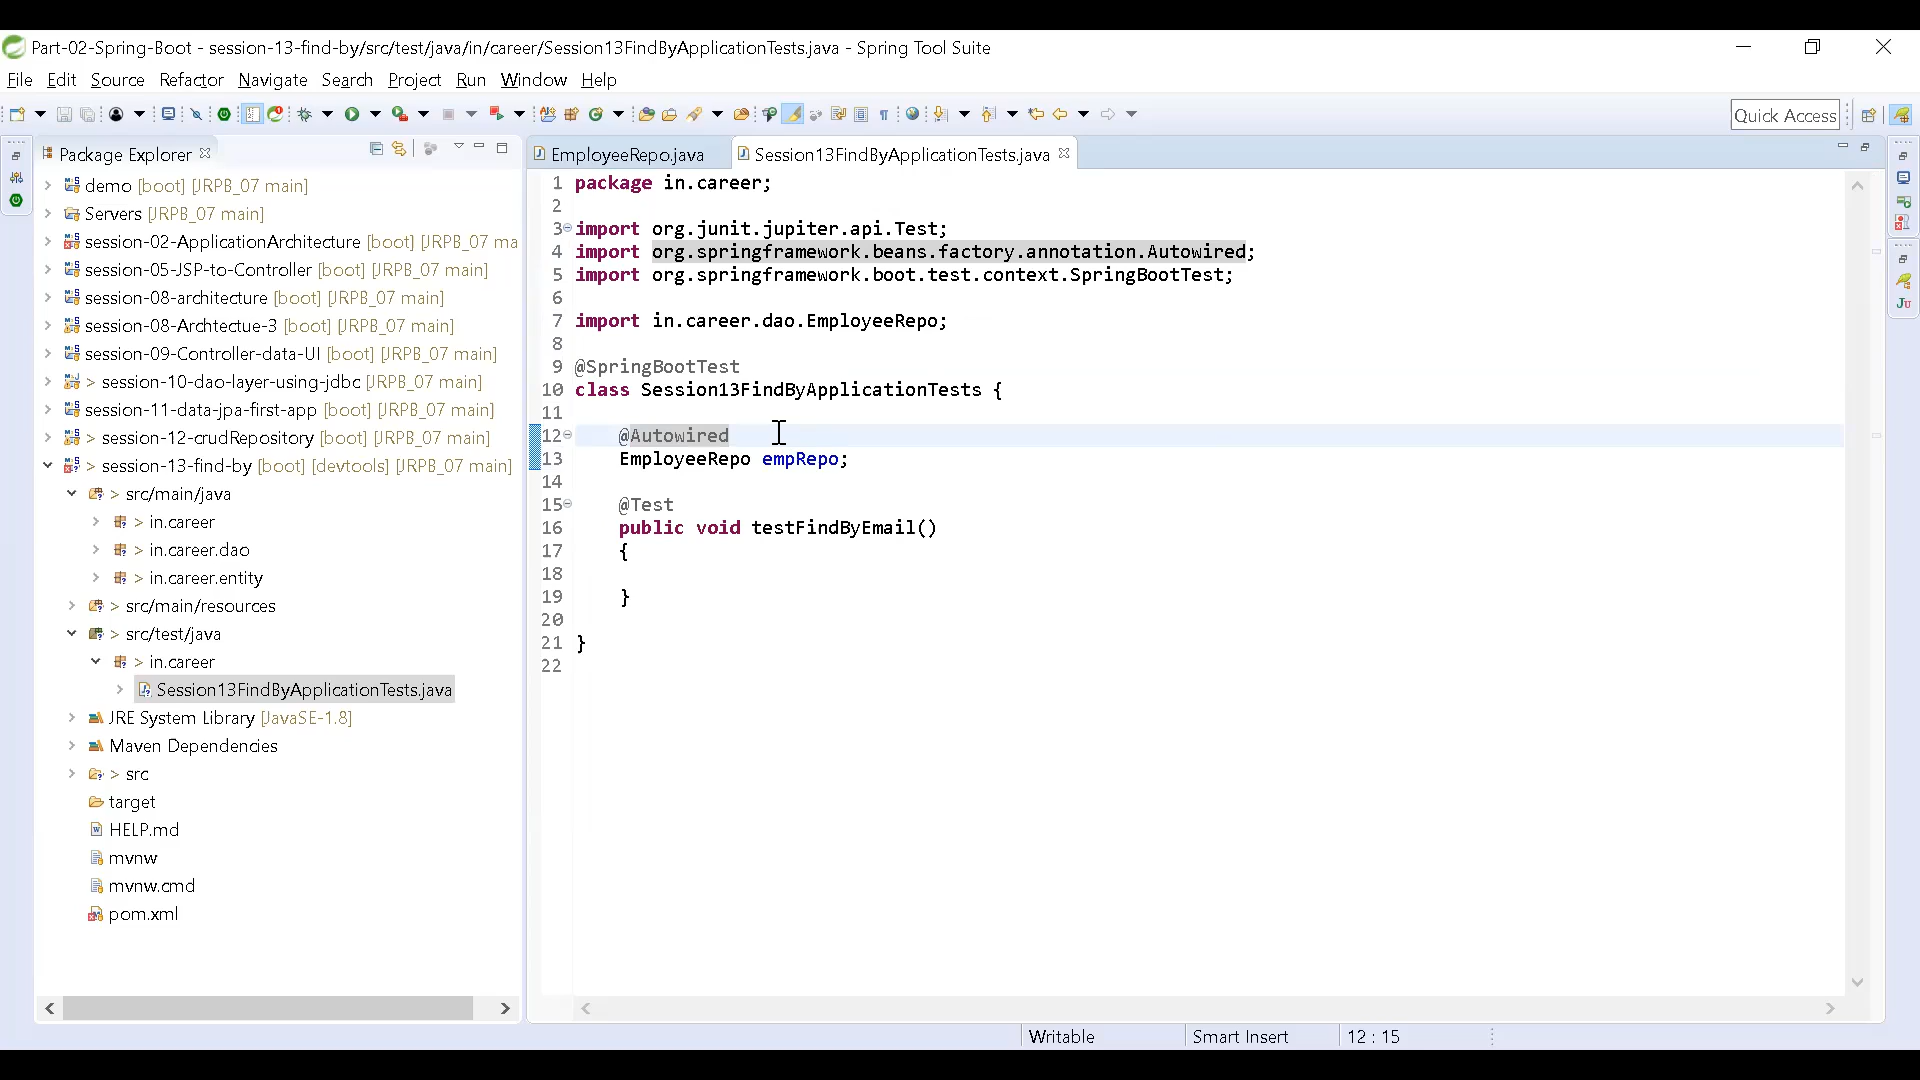 Part-02-Spring-Boot - session-13-find-by/src/test/java/in/career/Session13FindByApplicationTests.java - Spring Tool Suite
File Edit Source Refactor Navigate Search Project Run Window Help
Quick Access
Package Explorer
demo [boot] [JRPB_07 main]
Servers [JRPB_07 main]
session-02-ApplicationArchitecture [boot] [JRPB_07 ma
session-05-JSP-to-Controller [boot] [JRPB_07 main]
session-08-architecture [boot] [JRPB_07 main]
session-08-Archtectue-3 [boot] [JRPB_07 main]
session-09-Controller-data-UI [boot] [JRPB_07 main]
> session-10-dao-layer-using-jdbc [JRPB_07 main]
session-11-data-jpa-first-app [boot] [JRPB_07 main]
> session-12-crudRepository [boot] [JRPB_07 main]
> session-13-find-by [boot] [devtools] [JRPB_07 main]
> src/main/java
> in.career
> in.career.dao
> in.career.entity
> src/main/resources
> src/test/java
> in.career
Session13FindByApplicationTests.java
JRE System Library [JavaSE-1.8]
Maven Dependencies
> src
target
HELP.md
mvnw
mvnw.cmd
pom.xml
EmployeeRepo.java Session13FindByApplicationTests.java
1 package in.career;
2
3 import org.junit.jupiter.api.Test;
4 import org.springframework.beans.factory.annotation.Autowired;
5 import org.springframework.boot.test.context.SpringBootTest;
6
7 import in.career.dao.EmployeeRepo;
8
9 @SpringBootTest
10 class Session13FindByApplicationTests {
11
12 @Autowired
13 EmployeeRepo empRepo;
14
15 @Test
16 public void testFindByEmail()
17 {
18
19 }
20
21 }
22
Writable Smart Insert 12 : 15